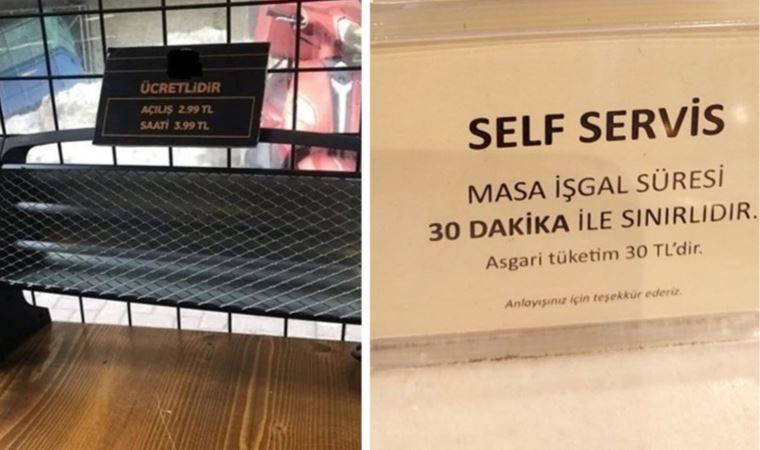 ÜCRETLİDİR
AÇILIŞ 2.99 TL
SAATİ 3.99 TL
SELF SERVİS
MASA İŞGAL SÜRESİ
30 DAKİKA İLE SINIRLIDIR.
Asgari tüketim 30 TL'dir.
Anlayışınız için teşekkür ederiz.